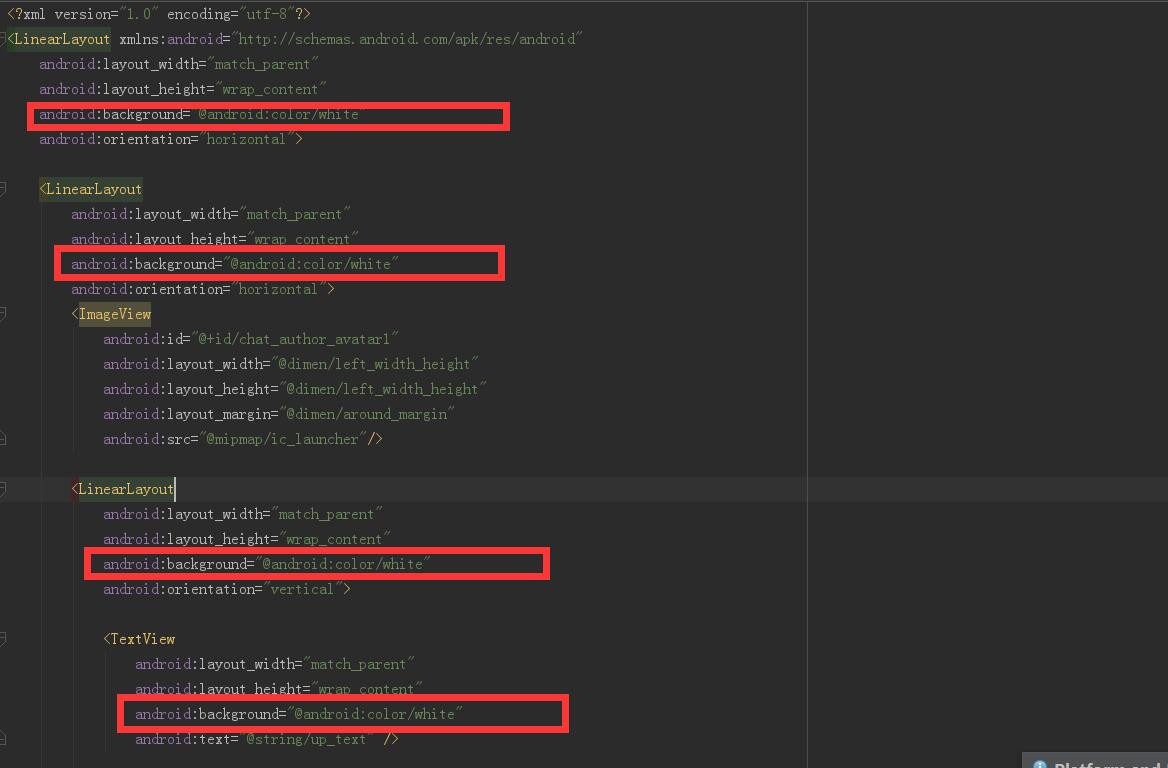 <?xml version="1.0" encoding="utf-8"?>
<LinearLayout xmlns:android="http://schemas.android.com/apk/res/android"
android:layout_width="match_parent"
android:layout_height="wrap_content"
android:background="@android:color/white"
android:orientation="horizontal">
<LinearLayout
android:layout_width="match_parent"
android:layout_height="wrap_content"
android:background="@android:color/white"
android:orientation="horizontal">
<ImageView
android:id="@+id/chat_author_avatar1"
android:layout_width="@dimen/left_width_height"
android:layout_height="@dimen/left_width_height"
android:layout_margin="@dimen/around_margin"
android:src="@mipmap/ic_launcher"/>
<LinearLayout
android:layout_width="match_parent"
android:layout_height="wrap_content"
android:background="@android:color/white"
android:orientation="vertical">
<TextView
android:layout_width="match_parent"
android:layout_height="wrap_content"
android:background="@android:color/white"
android:text="@string/up_text" />
Platform and